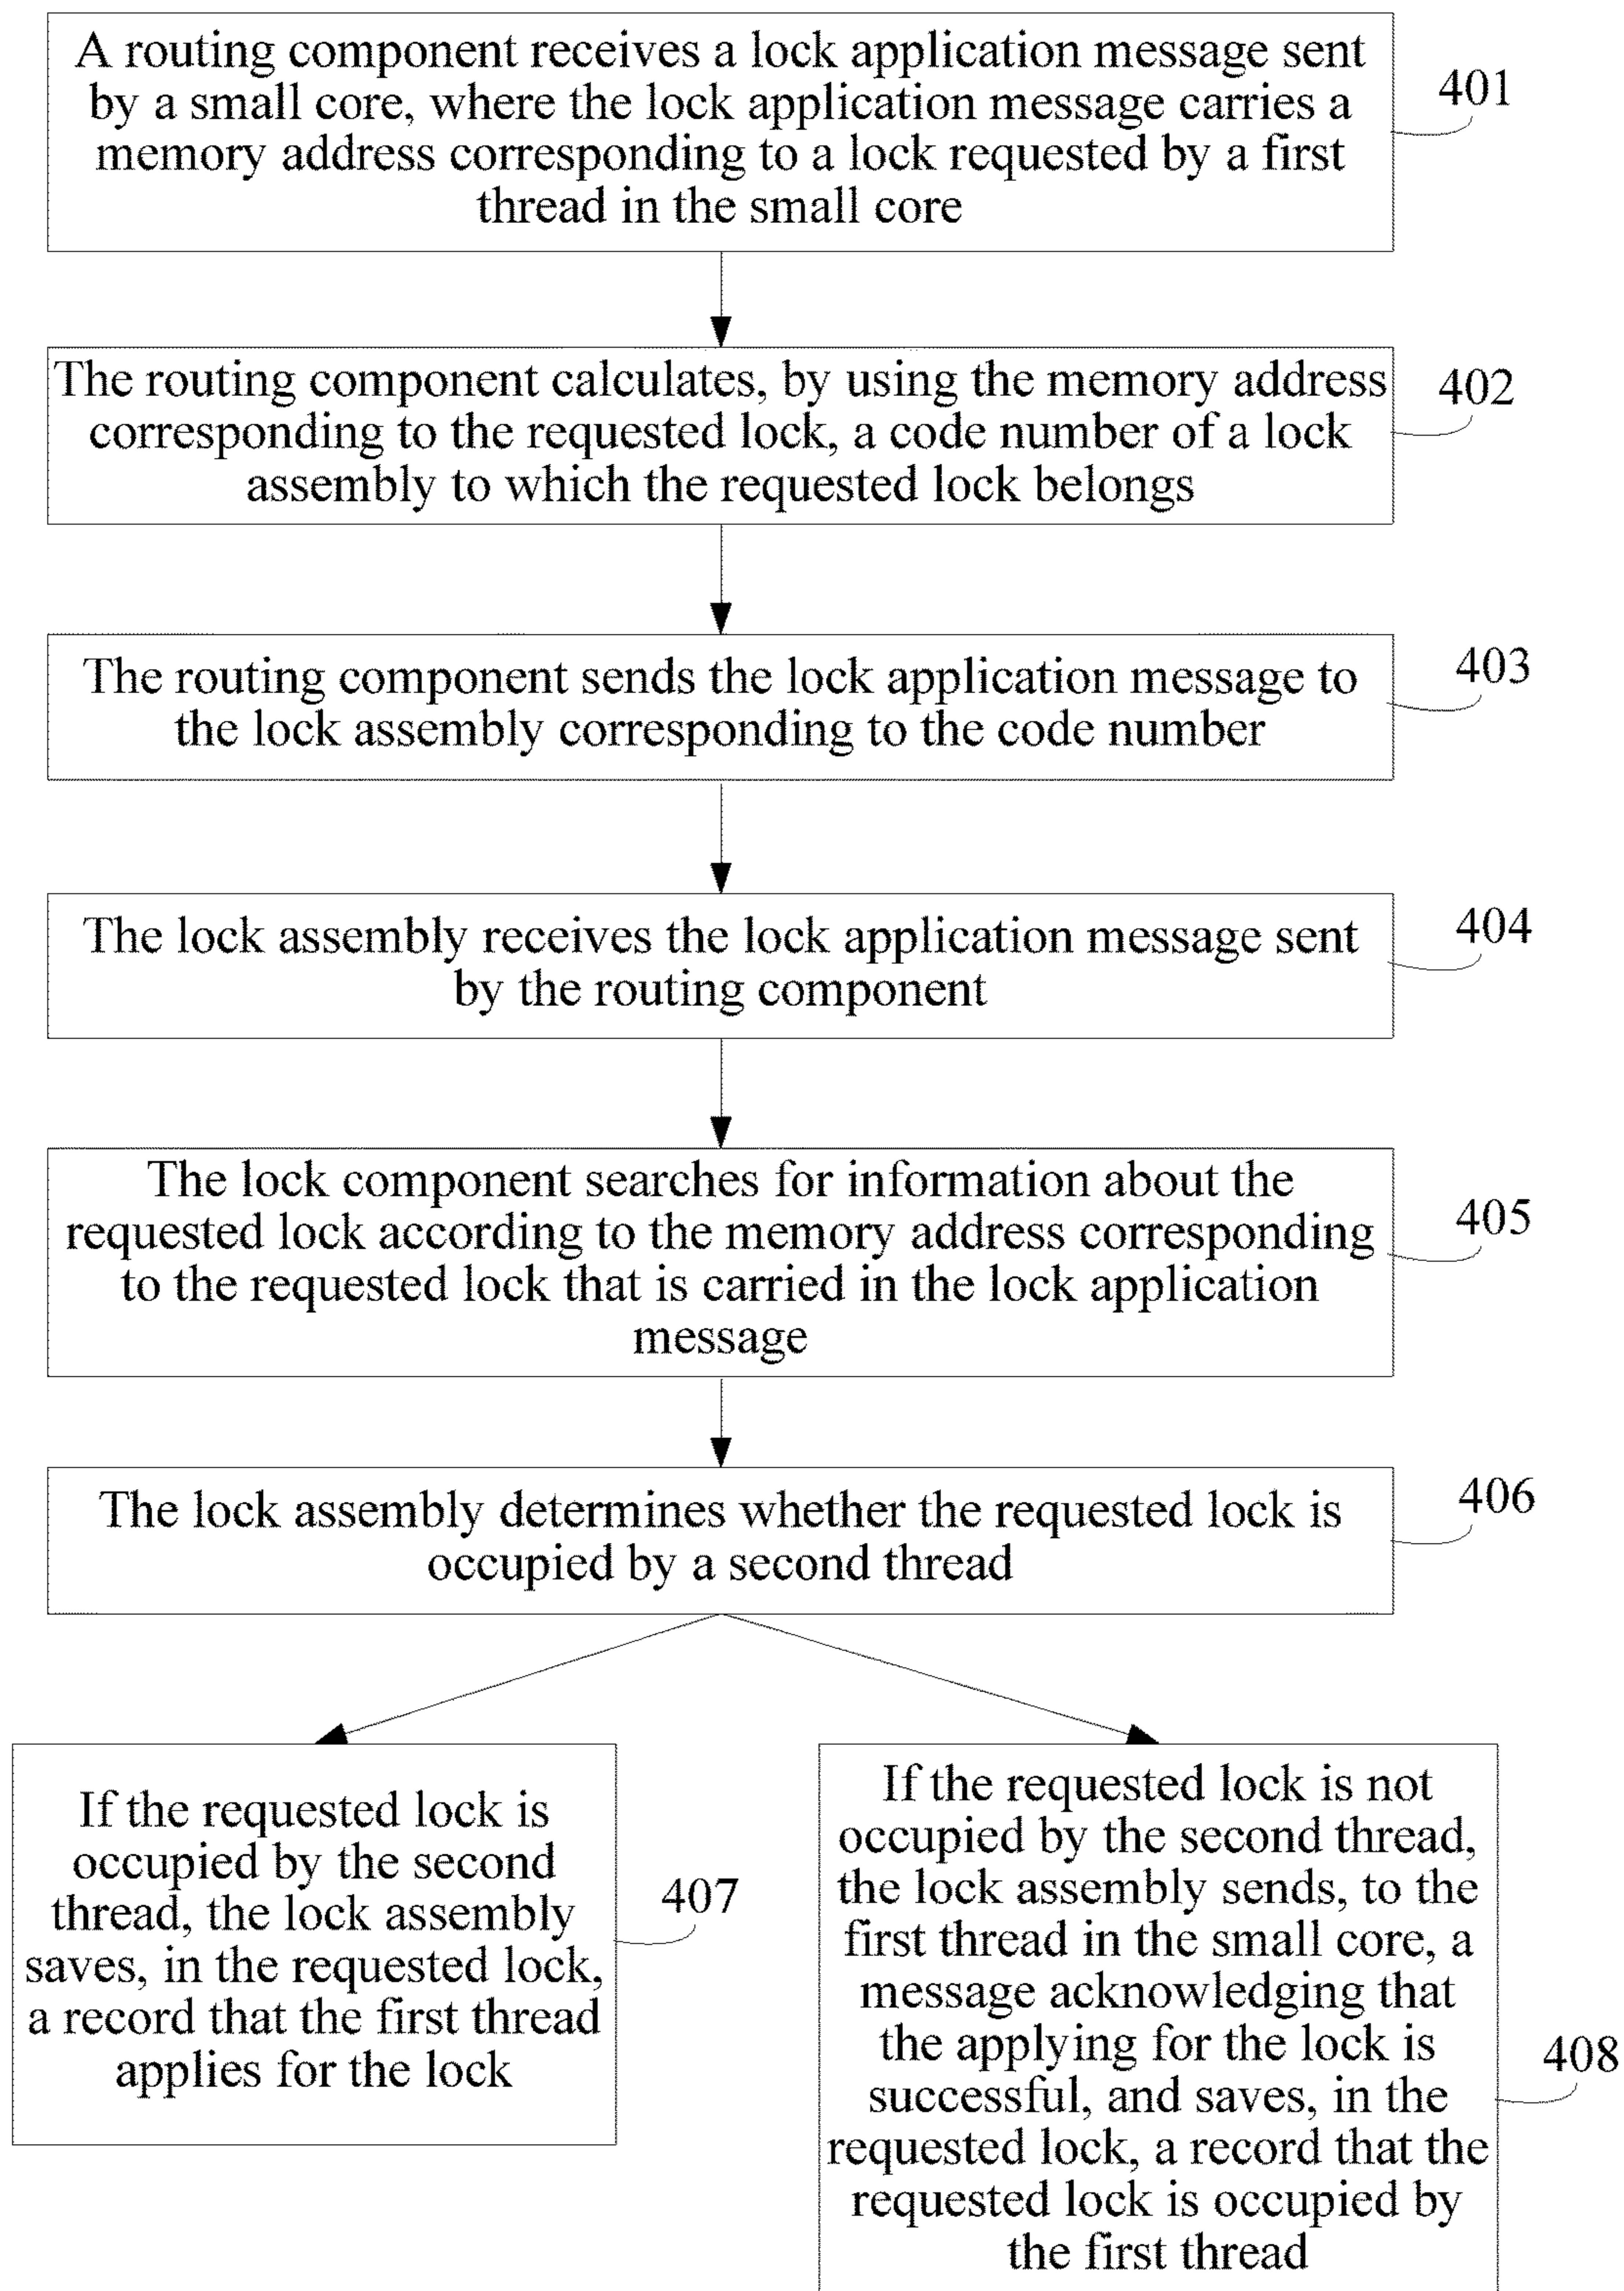 A routing component receives a lock application message sent
by a small core, where the lock application message carries a
memory address corresponding to a lock requested by a first
thread in the small core
401
The routing component calculates, by using the memory address
corresponding to the requested lock, a code number of a lock
assembly to which the requested lock belongs
402
The routing component sends the lock application message to
the lock assembly corresponding to the code number
403
The lock assembly receives the lock application message sent
by the routing component
404
The lock component searches for information about the
requested lock according to the memory address corresponding
to the requested lock that is carried in the lock application
message
405
The lock assembly determines whether the requested lock is
occupied by a second thread
406
If the requested lock is
occupied by the second
thread, the lock assembly
saves, in the requested lock,
a record that the first thread
applies for the lock
407
If the requested lock is not
occupied by the second thread,
the lock assembly sends, to the
first thread in the small core, a
message acknowledging that
the applying for the lock is
successful, and saves, in the
requested lock, a record that the
requested lock is occupied by
the first thread
408